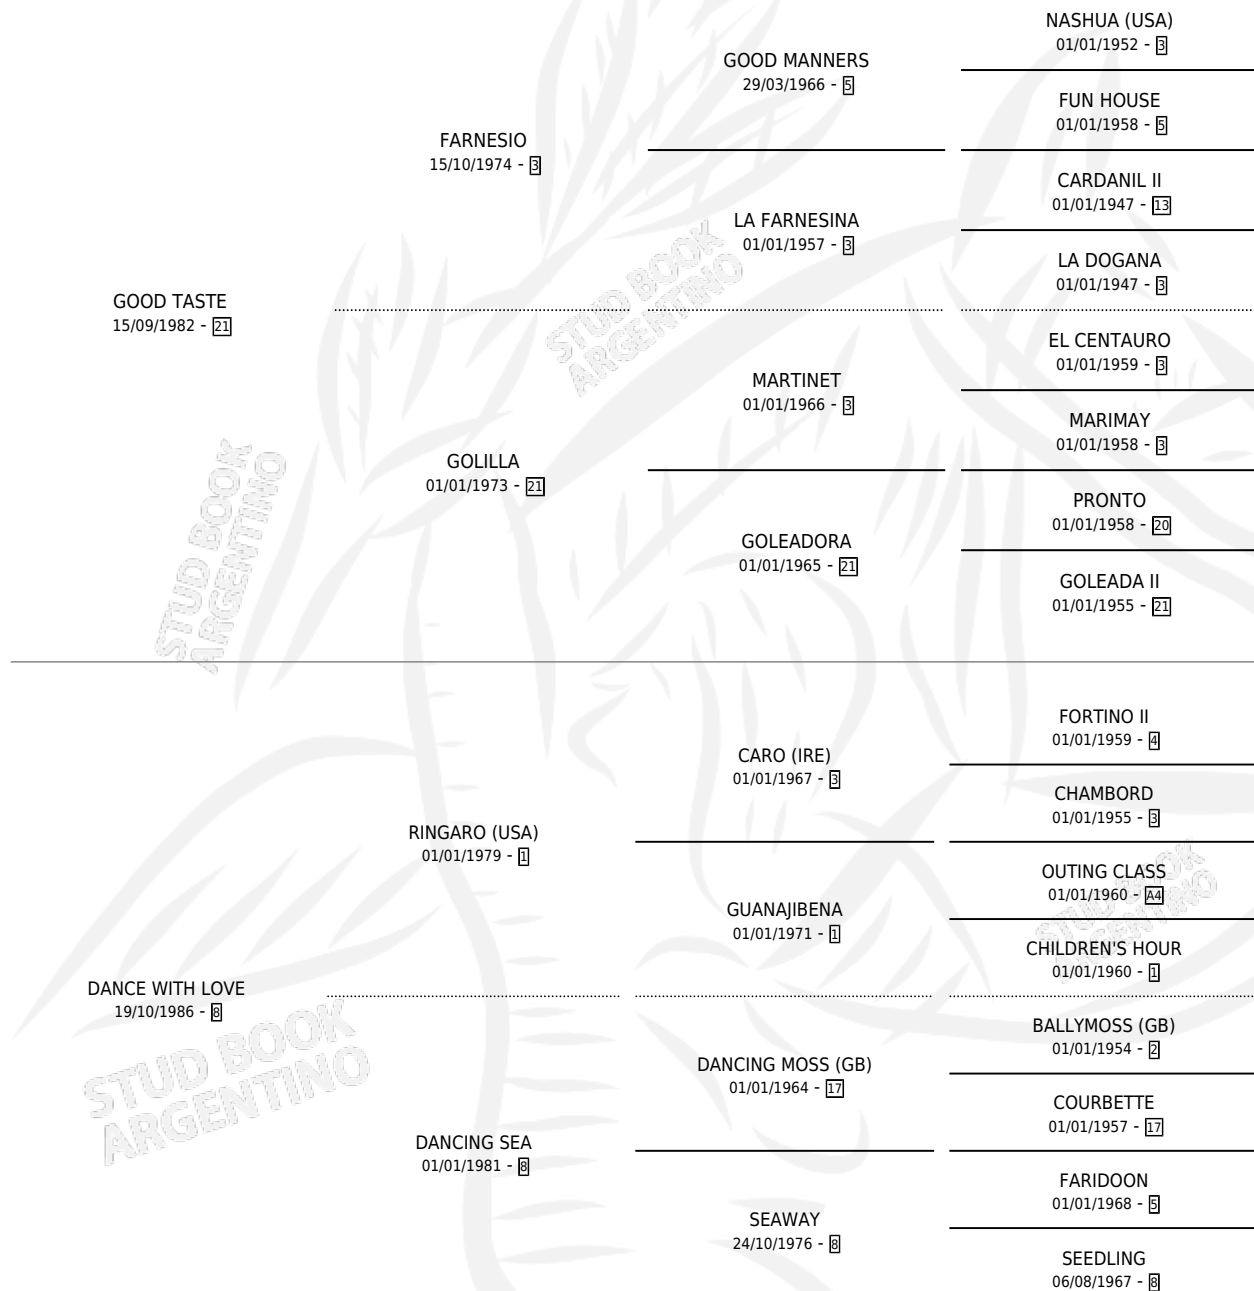 NASHUA (USA)
01/01/1952 - 3
GOOD MANNERS
29/03/1966 - 5
FUN HOUSE
01/01/1958 - 5
FARNESIO
15/10/1974 - 3
CARDANIL II
01/01/1947 - 13
LA FARNESINA
01/01/1957 - 3
LA DOGANA
01/01/1947 - 3
GOOD TASTE
15/09/1982 - 21
STUD BOOK
ARGENTINO
EL CENTAURO
01/01/1959 - 3
MARTINET
01/01/1966 - 3
MARIMAY
01/01/1958 - 3
GOLILLA
01/01/1973 - 21
PRONTO
01/01/1958 - 20
GOLEADORA
01/01/1965 - 21
GOLEADA II
01/01/1955 - 21
STUD BOOK
ARGENTINO
FORTINO II
01/01/1959 - 4
CARO (IRE)
01/01/1967 - 3
CHAMBORD
01/01/1955 - 3
RINGARO (USA)
01/01/1979 - 1
OUTING CLASS
01/01/1960 - A4
GUANAJIBENA
01/01/1971 - 1
STUD BOOK
ARGENTINO
CHILDREN'S HOUR
01/01/1960 - 1
DANCE WITH LOVE
19/10/1986 - 8
STUD BOOK
ARGENTINO
BALLYMOSS (GB)
01/01/1954 - 2
DANCING MOSS (GB)
01/01/1964 - 17
COURBETTE
01/01/1957 - 17
DANCING SEA
01/01/1981 - 8
FARIDOON
01/01/1968 - 5
SEAWAY
24/10/1976 - 8
SEEDLING
06/08/1967 - 8